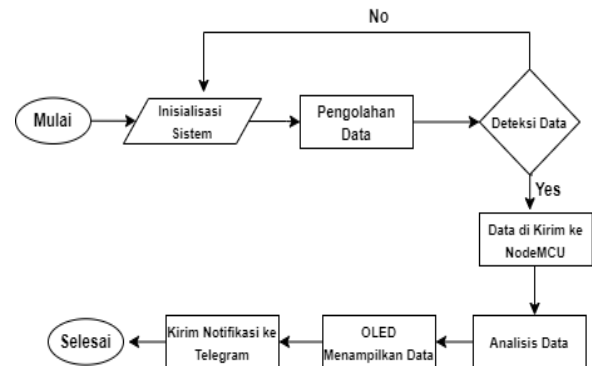 No
Mulai
Inisialisasi
Sistem
Pengolahan
Data
Deteksi Data
Yes
Data di Kirim ke
NodeMCU
Analisis Data
OLED
Menampilkan Data
Kirim Notifikasi ke
Telegram
Selesai